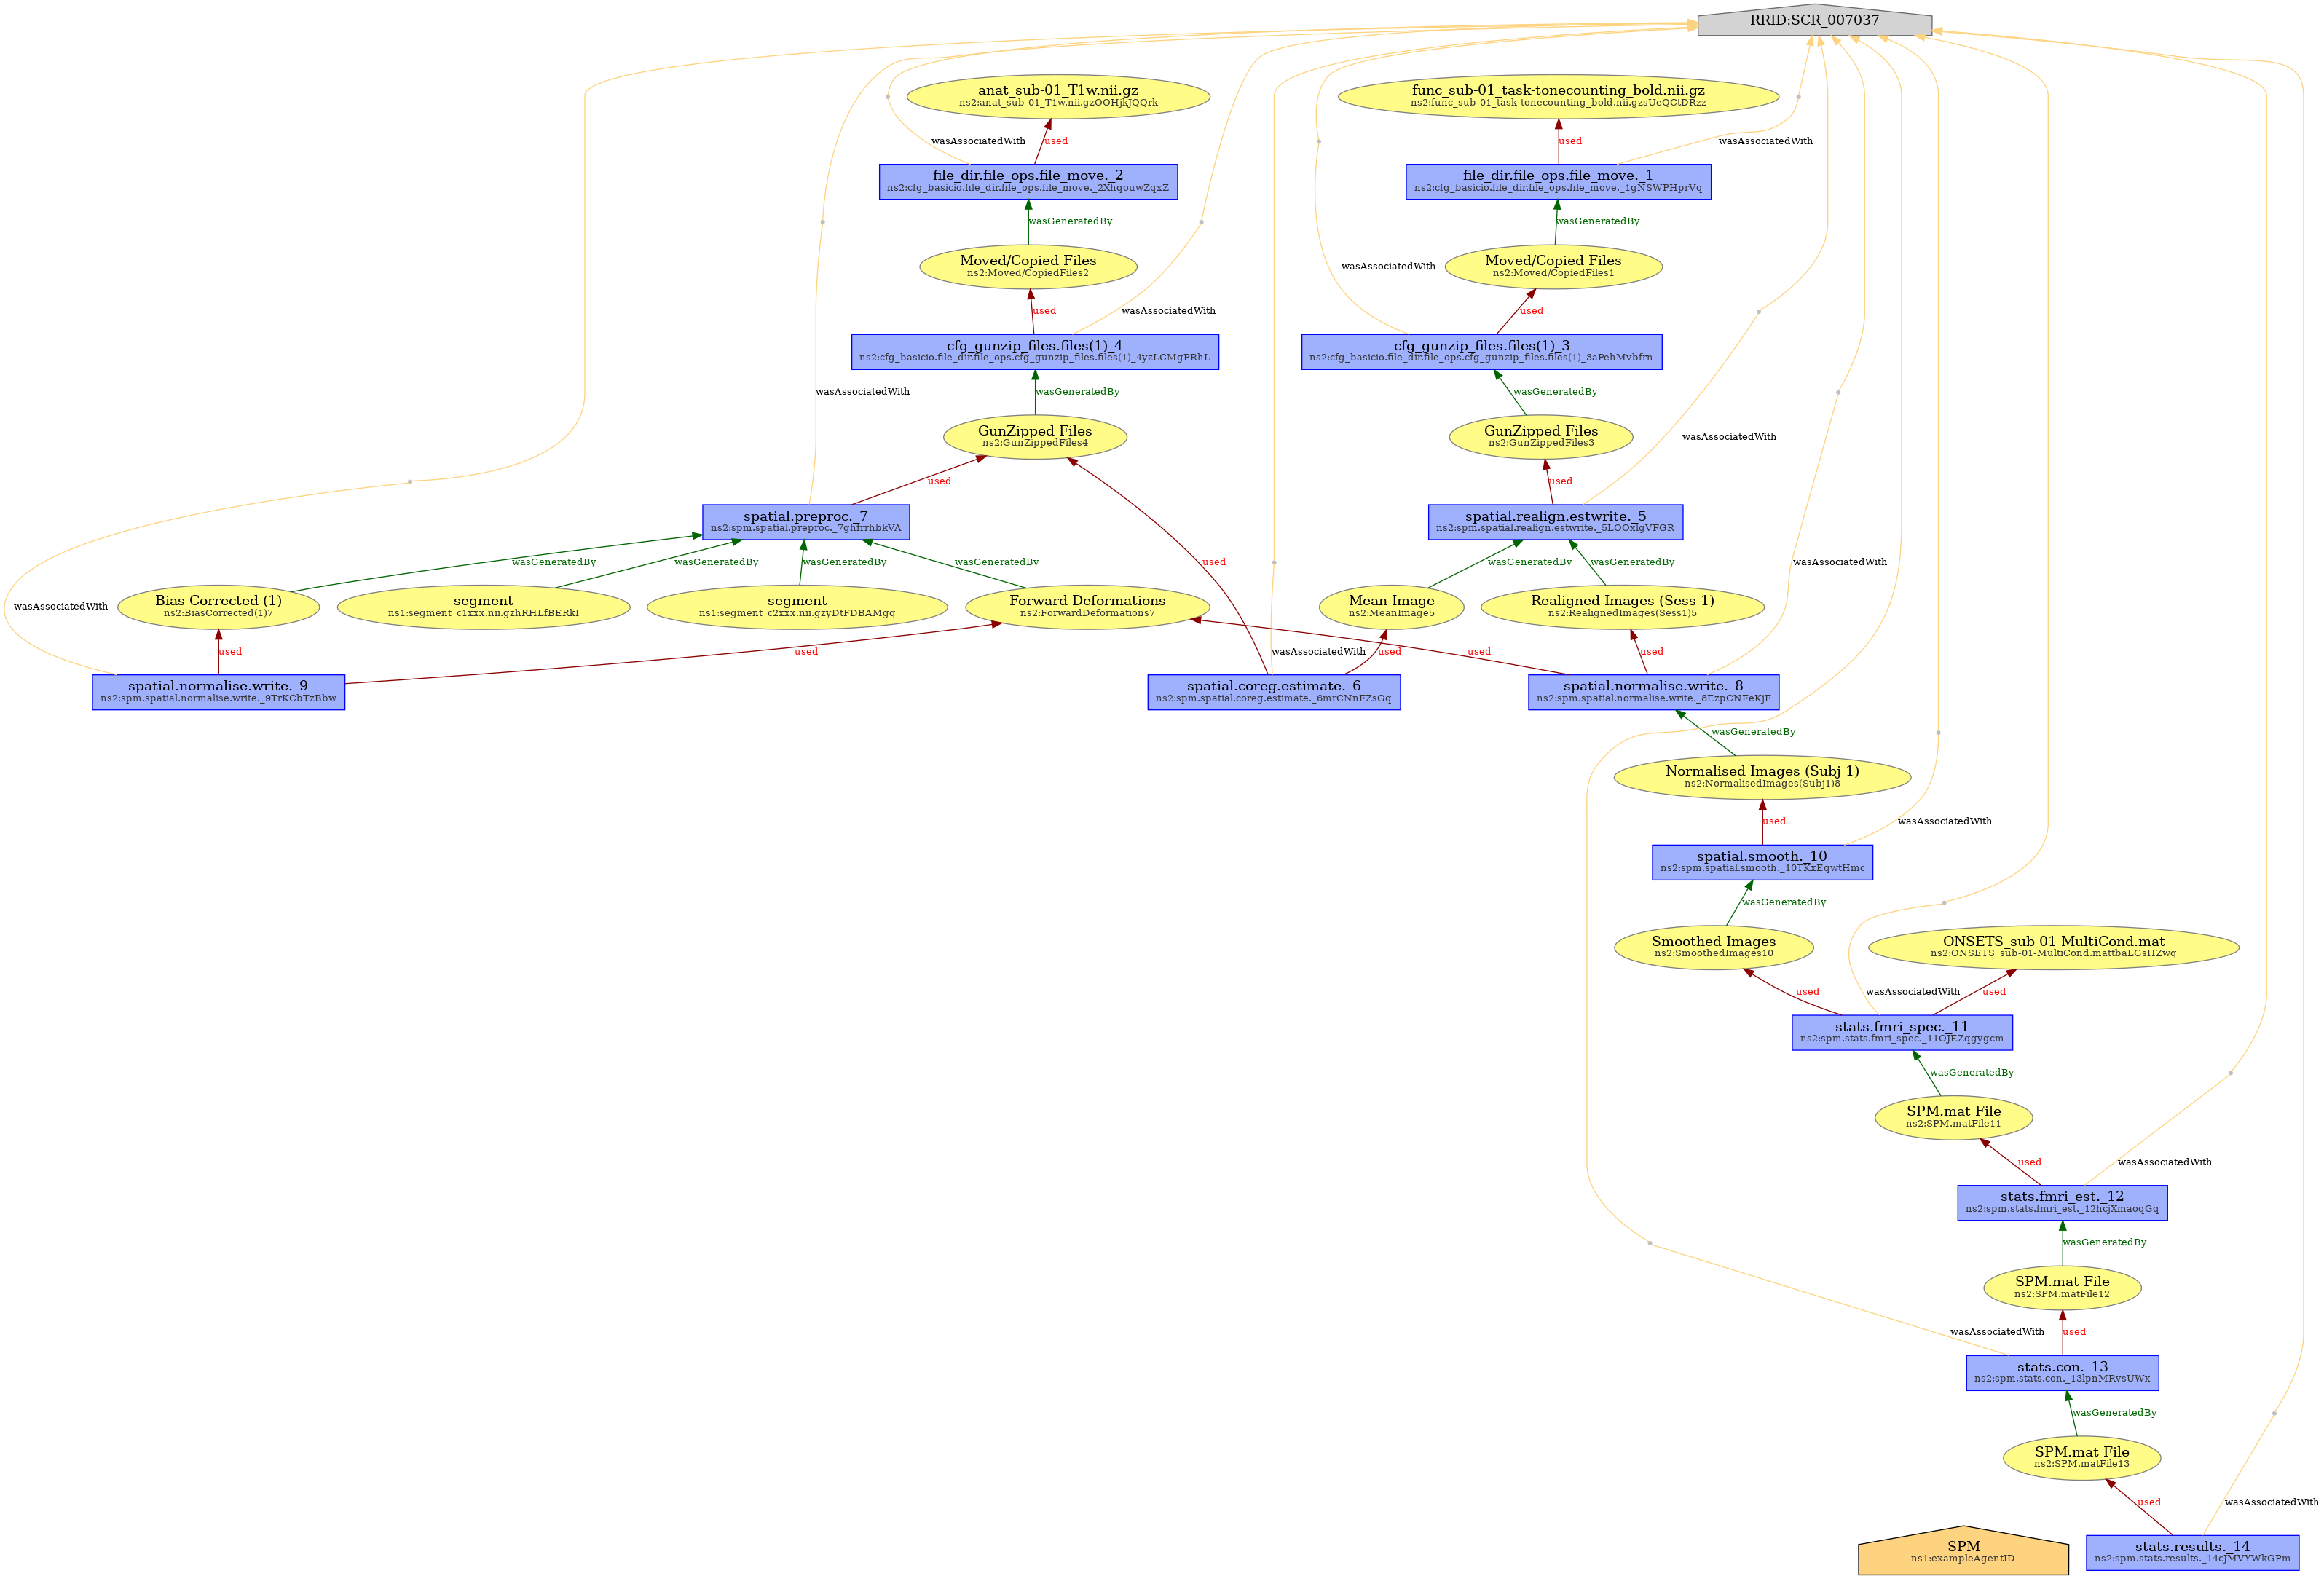 RRID:SCR_007037
anat_sub-01_T1w.nii.gz
ns2:anat_sub-01_T1w.nii.gzOOHjkJQQrk
func_sub-01_task-tonecounting_bold.nii.gz
ns2:func_sub-01_task-tonecounting_bold.nii.gzsUeQCtDRzz
wasAssociatedWith
used
used
wasAssociatedWith
file_dir.file_ops.file_move._2
ns2:cfg_basicio.file_dir.file_ops.file_move._2XhqouwZqxZ
file_dir.file_ops.file_move._1
ns2:cfg_basicio.file_dir.file_ops.file_move._1gNSWPHprVq
wasGeneratedBy
wasGeneratedBy
Moved/Copied Files
ns2:Moved/CopiedFiles2
wasAssociatedWith
Moved/Copied Files
ns2:Moved/CopiedFiles1
used
wasAssociatedWith
used
cfg_gunzip_files.files(1)_4
ns2:cfg_basicio.file_dir.file_ops.cfg_gunzip_files.files(1)_4yzLCMgPRhL
cfg_gunzip_files.files(1)_3
ns2:cfg_basicio.file_dir.file_ops.cfg_gunzip_files.files(1)_3aPehMvbfrn
wasAssociatedWith
wasGeneratedBy
wasGeneratedBy
GunZipped Files
ns2:GunZippedFiles4
GunZipped Files
ns2:GunZippedFiles3
wasAssociatedWith
used
used
spatial.preproc._7
ns2:spm.spatial.preproc._7ghfrrhbkVA
spatial.realign.estwrite._5
ns2:spm.spatial.realign.estwrite._5LOOxlgVFGR
wasGeneratedBy
wasGeneratedBy
wasGeneratedBy
wasGeneratedBy
used
wasGeneratedBy
wasGeneratedBy
wasAssociatedWith
wasAssociatedWith
Bias Corrected (1)
ns2:BiasCorrected(1)7
segment
ns1:segment_c1xxx.nii.gzhRHLfBERkI
segment
ns1:segment_c2xxx.nii.gzyDtFDBAMgq
Forward Deformations
ns2:ForwardDeformations7
Mean Image
ns2:MeanImage5
Realigned Images (Sess 1)
ns2:RealignedImages(Sess1)5
used
used
wasAssociatedWith
used
used
used
spatial.normalise.write._9
ns2:spm.spatial.normalise.write._9TrKCbTzBbw
spatial.coreg.estimate._6
ns2:spm.spatial.coreg.estimate._6mrCNnFZsGq
spatial.normalise.write._8
ns2:spm.spatial.normalise.write._8EzpCNFeKjF
wasGeneratedBy
Normalised Images (Subj 1)
ns2:NormalisedImages(Subj1)8
used
wasAssociatedWith
spatial.smooth._10
ns2:spm.spatial.smooth._10TKxEqwtHmc
wasGeneratedBy
Smoothed Images
ns2:SmoothedImages10
ONSETS_sub-01-MultiCond.mat
ns2:ONSETS_sub-01-MultiCond.mattbaLGsHZwq
used
wasAssociatedWith
used
stats.fmri_spec._11
ns2:spm.stats.fmri_spec._11OJEZqgygcm
wasGeneratedBy
SPM.mat File
ns2:SPM.matFile11
used
wasAssociatedWith
stats.fmri_est._12
ns2:spm.stats.fmri_est._12hcjXmaoqGq
wasGeneratedBy
SPM.mat File
ns2:SPM.matFile12
wasAssociatedWith
used
stats.con._13
ns2:spm.stats.con._13lpnMRvsUWx
wasGeneratedBy
SPM.mat File
ns2:SPM.matFile13
used
wasAssociatedWith
SPM
ns1:exampleAgentID
stats.results._14
ns2:spm.stats.results._14cJMVYWkGPm